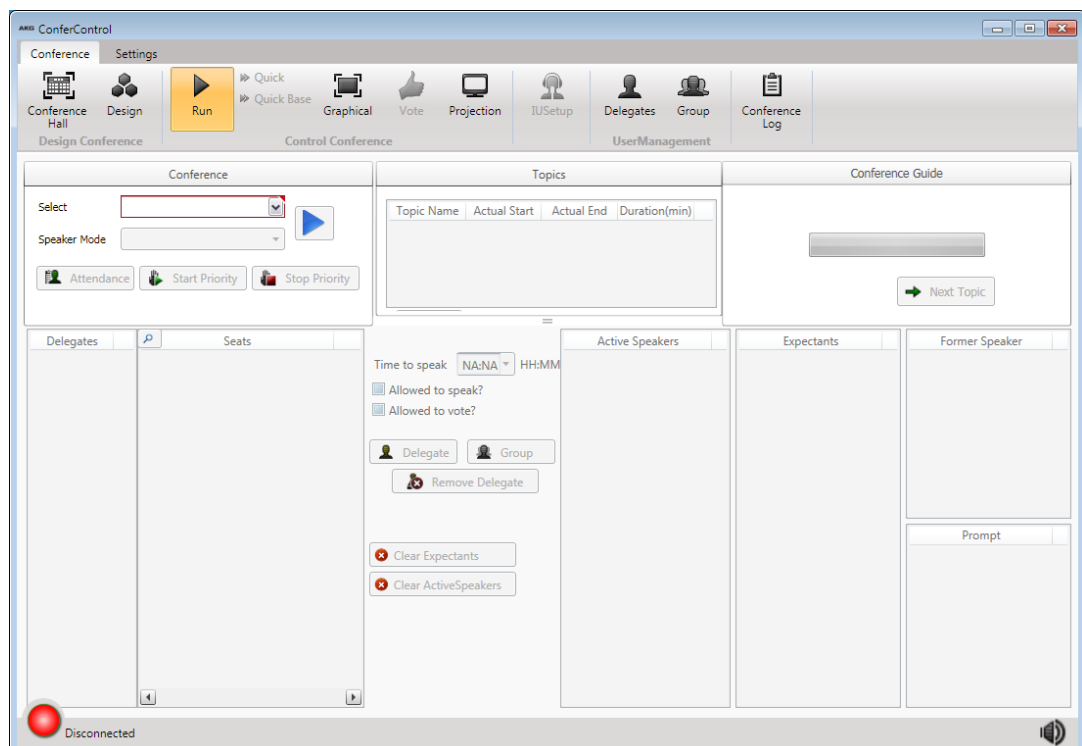 AKG ConferControl
Conference Settings
Conference Hall Design Run Quick Quick Base Graphical Vote Projection IUSetup Delegates Group Conference Log
Design Conference Control Conference UserManagement
Conference Topics Conference Guide
Select
Topic Name Actual Start Actual End Duration(min)
Speaker Mode
Attendance Start Priority Stop Priority
Next Topic
Delegates Seats Active Speakers Expectants Former Speaker
Time to speak NA:NA HH:MM
Allowed to speak?
Allowed to vote?
Delegate Group
Remove Delegate
Prompt
Clear Expectants
Clear ActiveSpeakers
Disconnected